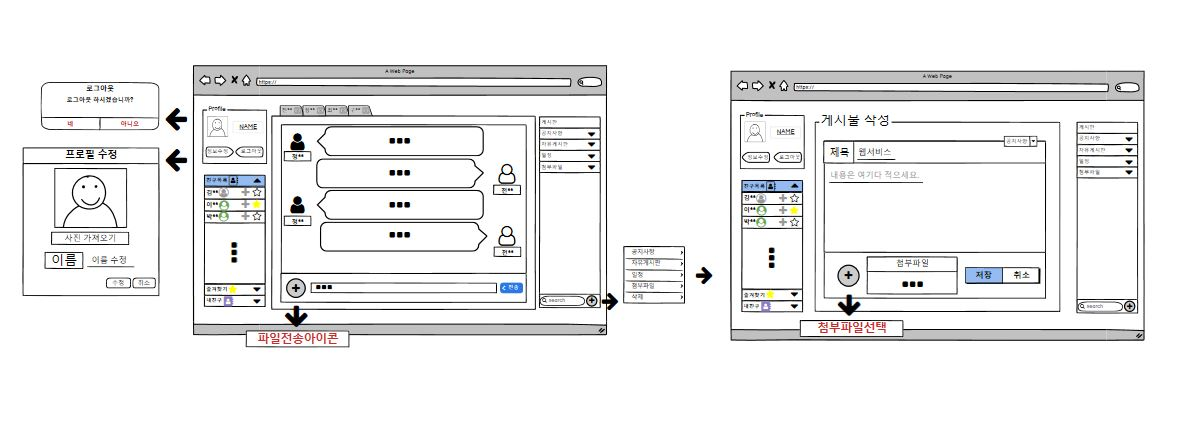 로그아웃
로그아웃 하시겠습니까?
네
아니오
프로필 수정
사진 가져오기
이름
이름 수정
수정
취소
A Web Page
https://
Profile
NAME
정보수정
로그아웃
친구목록
김**
이**
박**
즐겨찾기
내친구
정**
전**
정**
전**
전송
파일전송아이콘
게시판
공지사항
자유게시판
일정
첨부파일
search
공지사항
자유게시판
일정
첨부파일
삭제
A Web Page
https://
Profile
NAME
정보수정
로그아웃
친구목록
김**
이**
박**
즐겨찾기
내친구
게시불 작성
공지사항
제목
웹서비스
내용은 여기다 적으세요.
첨부파일
저장
취소
첨부파일선택
게시판
공지사항
자유게시판
일정
첨부파일
search